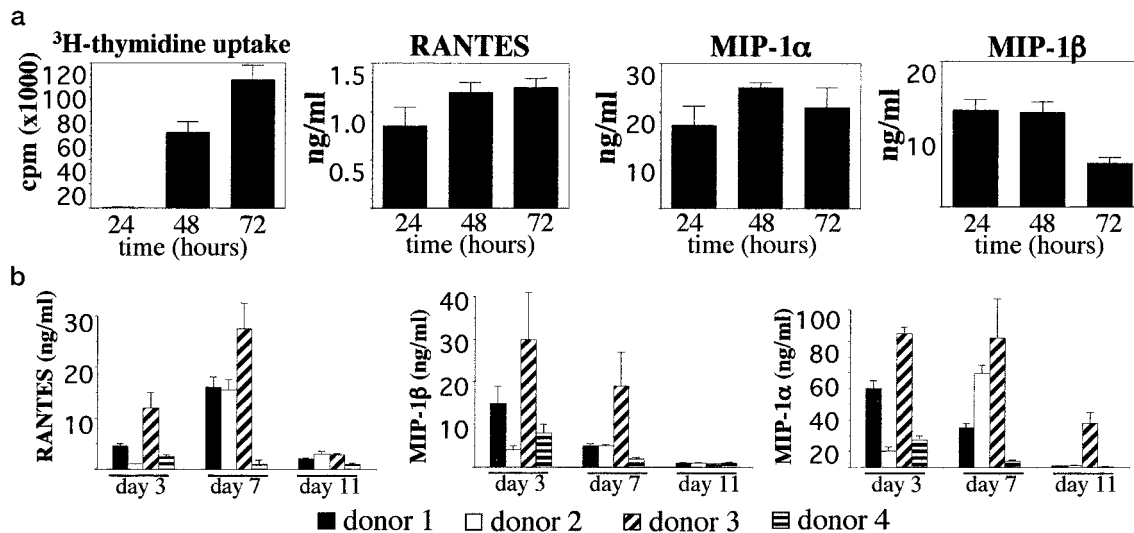 a
³H-thymidine uptake
cpm (x1000)
120
100
80
60
40
20
24 48 72
time (hours)
RANTES
ng/ml
1.5
1.0
0.5
24 48 72
time (hours)
MIP-1α
ng/ml
30
20
10
24 48 72
time (hours)
MIP-1β
ng/ml
20
10
24 48 72
time (hours)
b
RANTES (ng/ml)
30
20
10
day 3 day 7 day 11
MIP-1β (ng/ml)
40
30
20
10
day 3 day 7 day 11
MIP-1α (ng/ml)
100
80
60
40
20
day 3 day 7 day 11
donor 1 donor 2 donor 3 donor 4